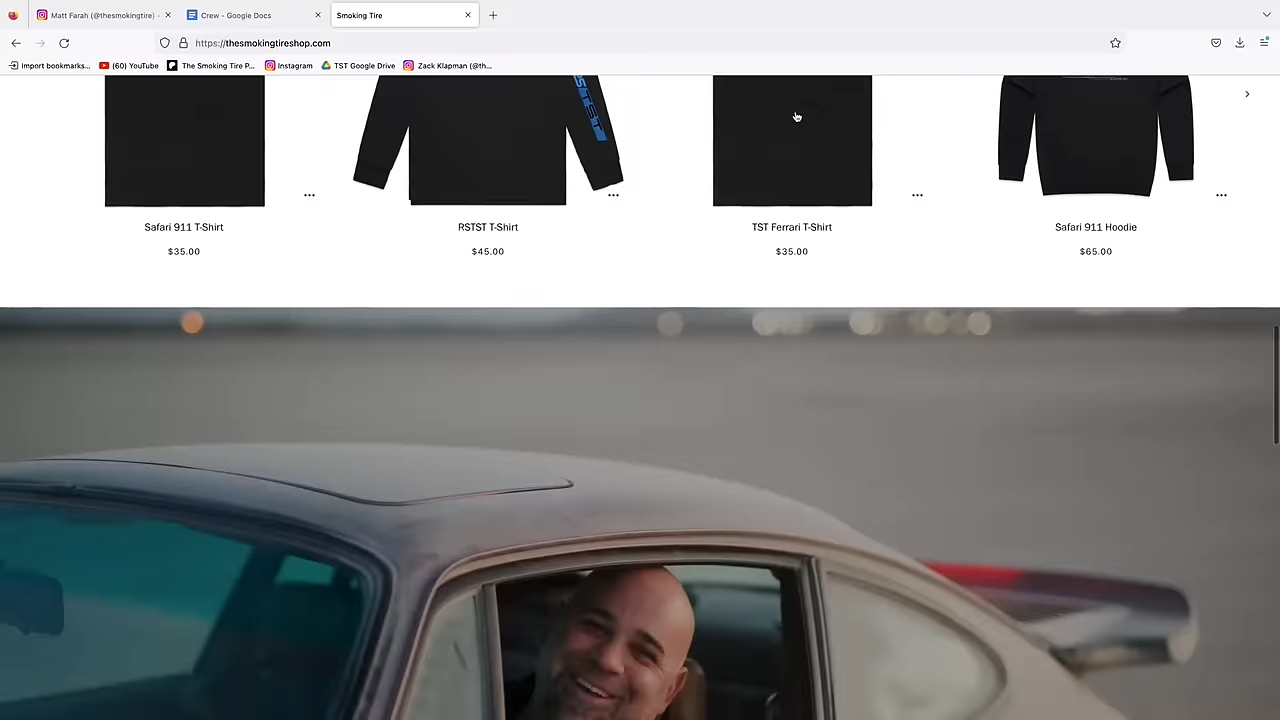 Matt Farah (@thesmokingtire) -
Crew - Google Docs
Smoking Tire
https://thesmokingtireshop.com
Import bookmarks...
(60) YouTube
The Smoking Tire P...
Instagram
TST Google Drive
Zack Klapman (@th...
STST
Safari 911 T-Shirt
RSTST T-Shirt
TST Ferrari T-Shirt
Safari 911 Hoodie
$35.00
$45.00
$35.00
$65.00